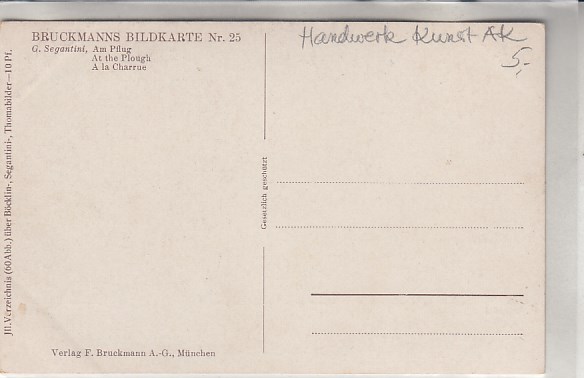 BRUCKMANNS BILDKARTE Nr. 25
G. Segantini, Am Pflug
At the Plough
A la Charrue
Handwerk Kunst AK
5,-
Jll. Verzeichnis (60 Abb.) über Böcklin-, Segantini-, Thomabilder—10 Pf.
Gesetzlich geschützt
Verlag F. Bruckmann A.-G., München